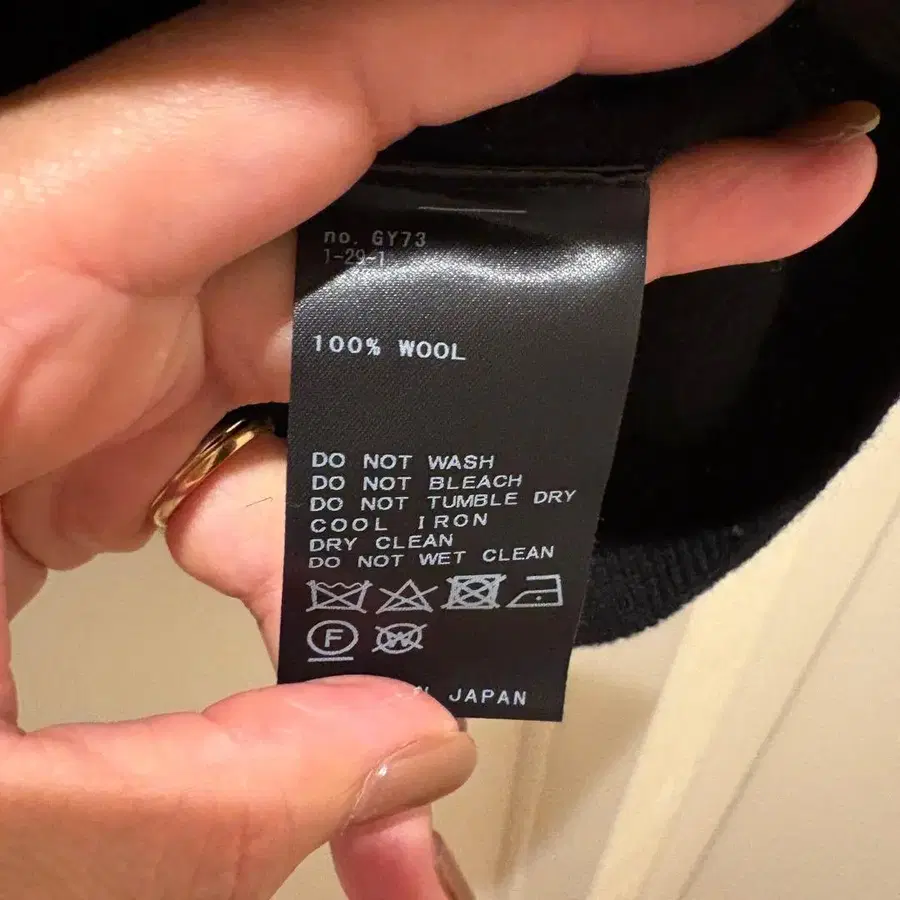 no. GY73
1-29-1
100% WOOL
DO NOT WASH
DO NOT BLEACH
DO NOT TUMBLE DRY
COOL IRON
DRY CLEAN
DO NOT WET CLEAN
F W
JAPAN